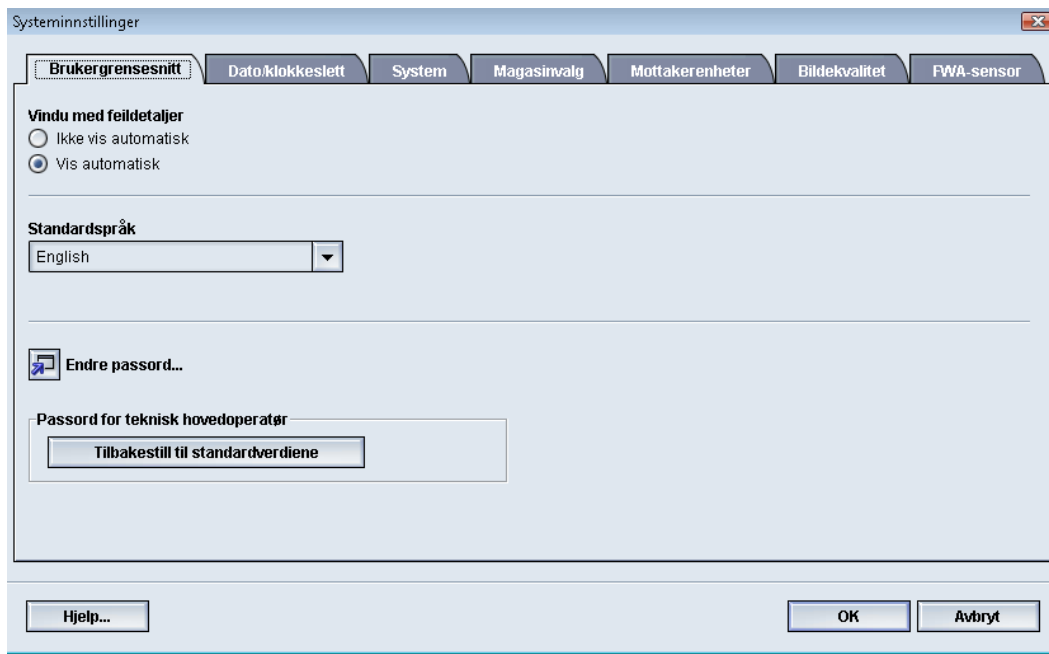 Systeminnstillinger
Brukergrensesnitt Dato/klokkeslett System Magasinvalg Mottakerenheter Bildekvalitet FWA-sensor
Vindu med feildetaljer
Ikke vis automatisk
Vis automatisk
Standardspråk
English
Endre passord...
Passord for teknisk hovedoperatør
Tilbakestill til standardverdiene
Hjelp... OK Avbryt